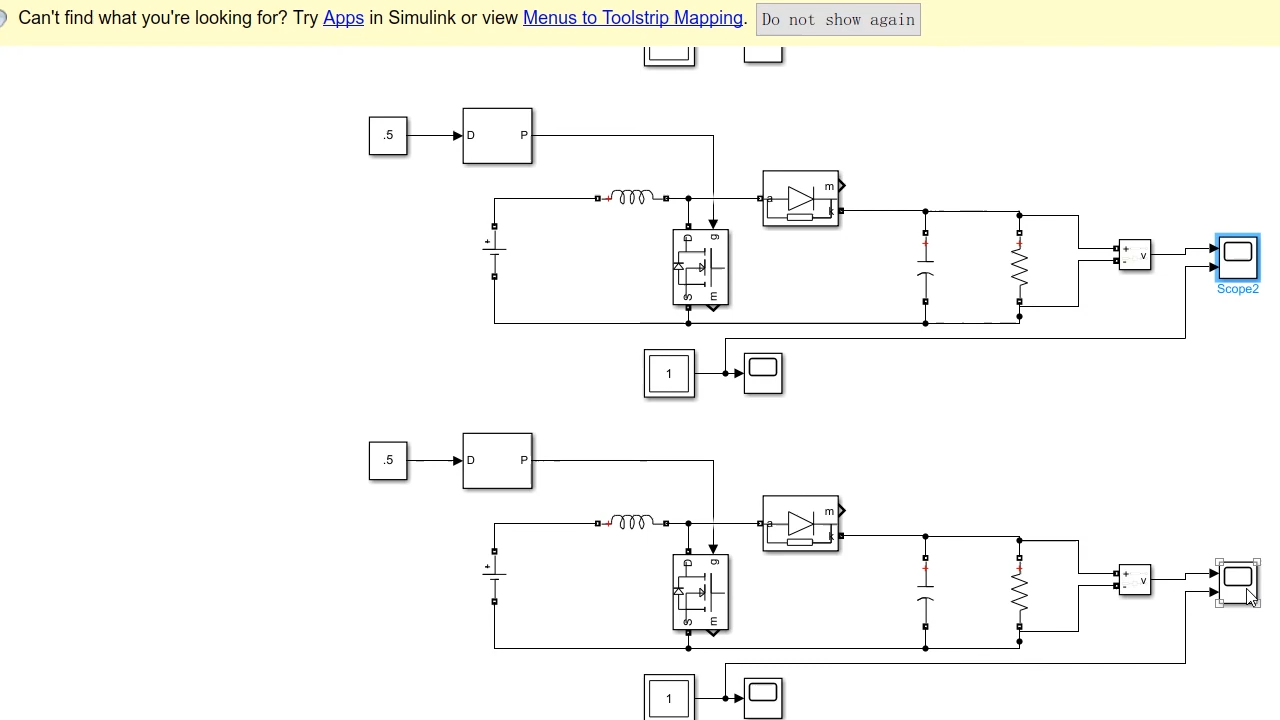 Can't find what you're looking for? Try Apps in Simulink or view Menus to Toolstrip Mapping. Do not show again
.5
D P
m
a
k
D g
S m
+
+
+
+
+
- v
Scope2
1
.5
D P
m
a
k
D g
S m
+
+
+
+
+
- v
1